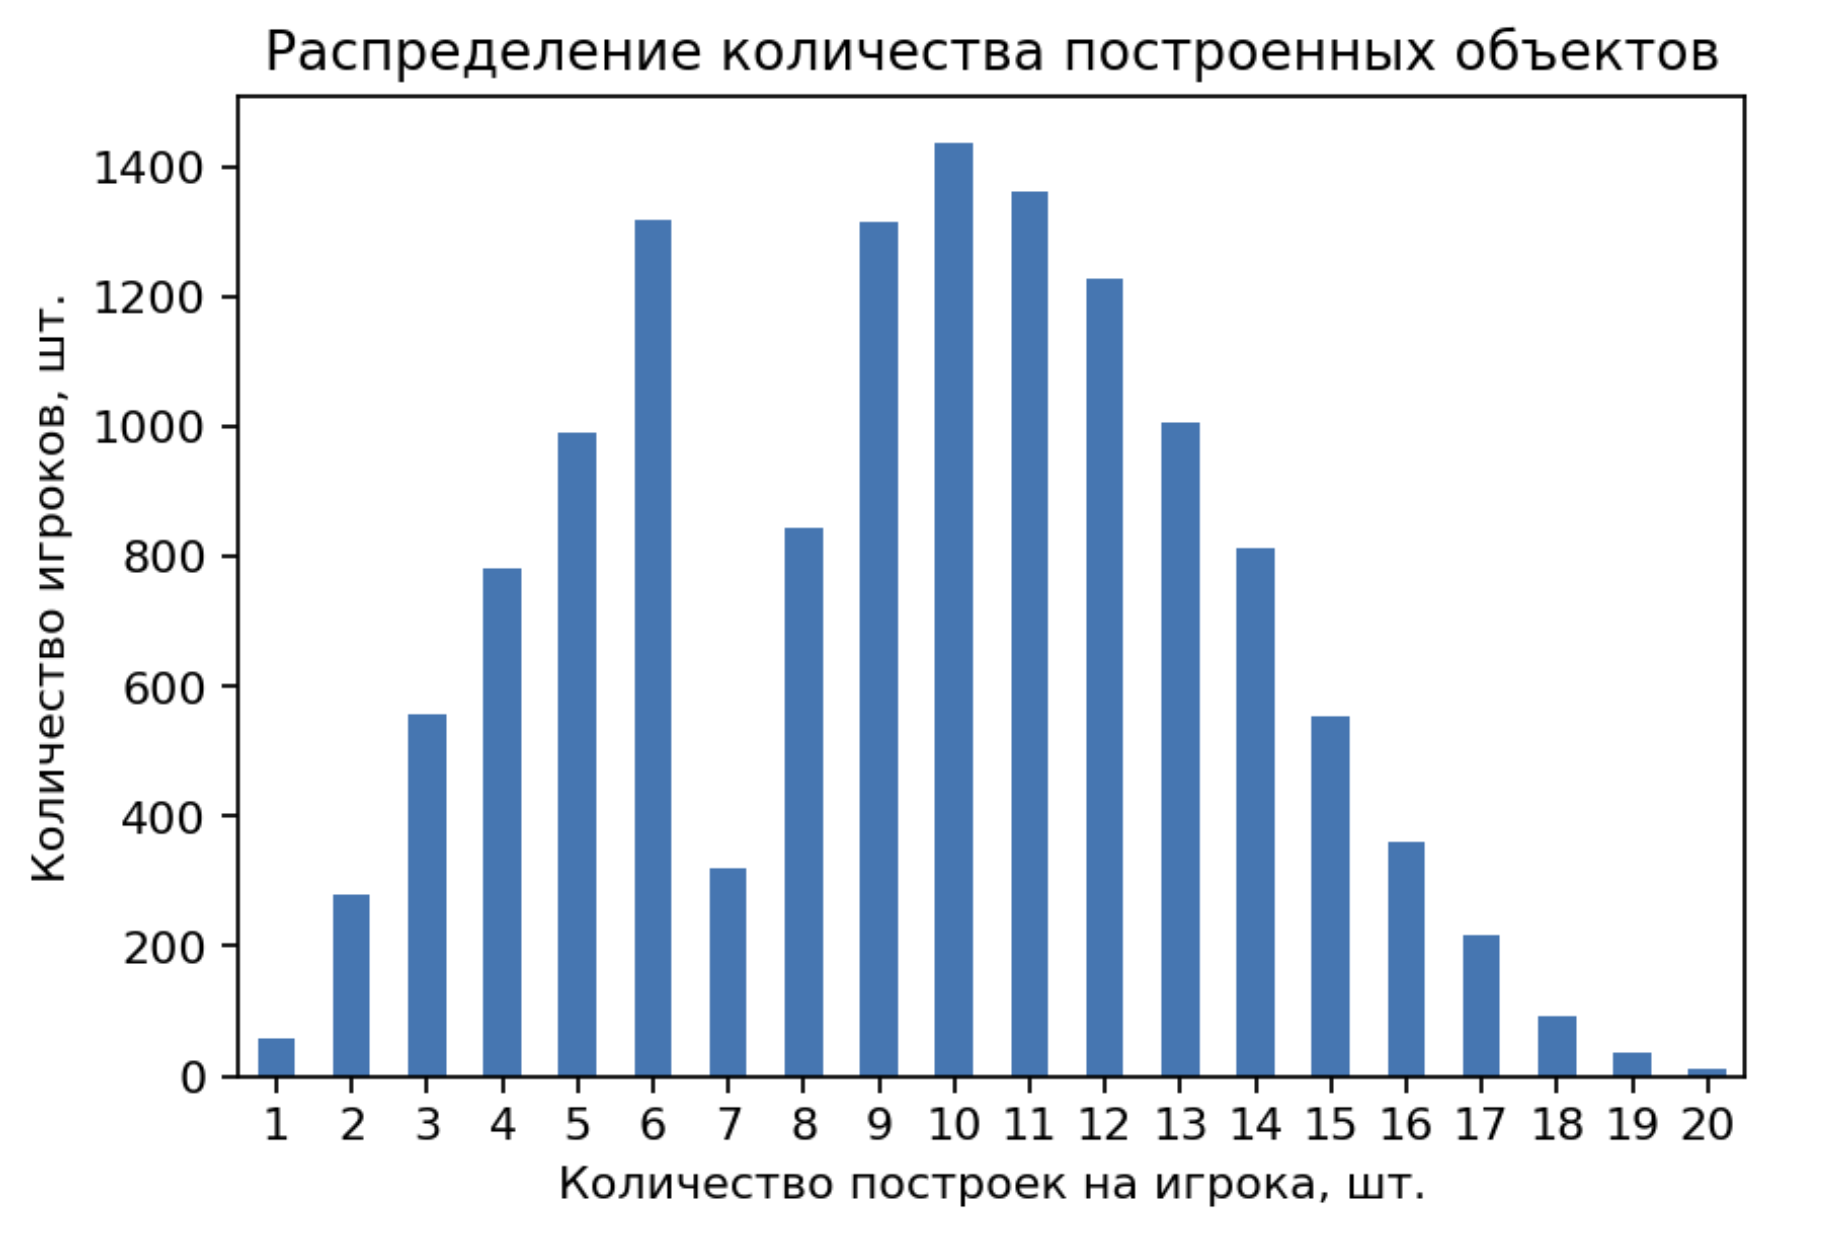 Распределение количества построенных объектов
Количество игроков, шт.
1400
1200
1000
800
600
400
200
0
1 2 3 4 5 6 7 8 9 10 11 12 13 14 15 16 17 18 19 20
Количество построек на игрока, шт.